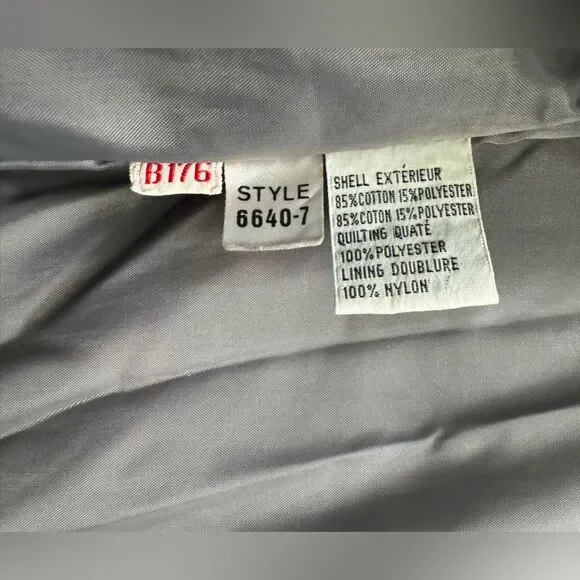 B176
STYLE
6640-7
SHELL EXTÉRIEUR
85%COTTON 15%POLYESTER
85%COTON 15%POLYESTER
QUILTING QUATÉ
100%POLYESTER
LINING DOUBLURE
100% NYLON